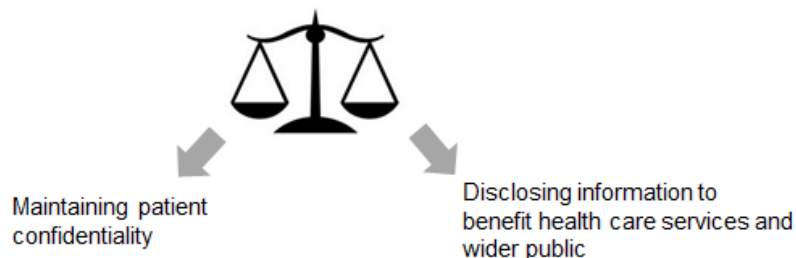 Maintaining patient
confidentiality
Disclosing information to
benefit health care services and
wider public